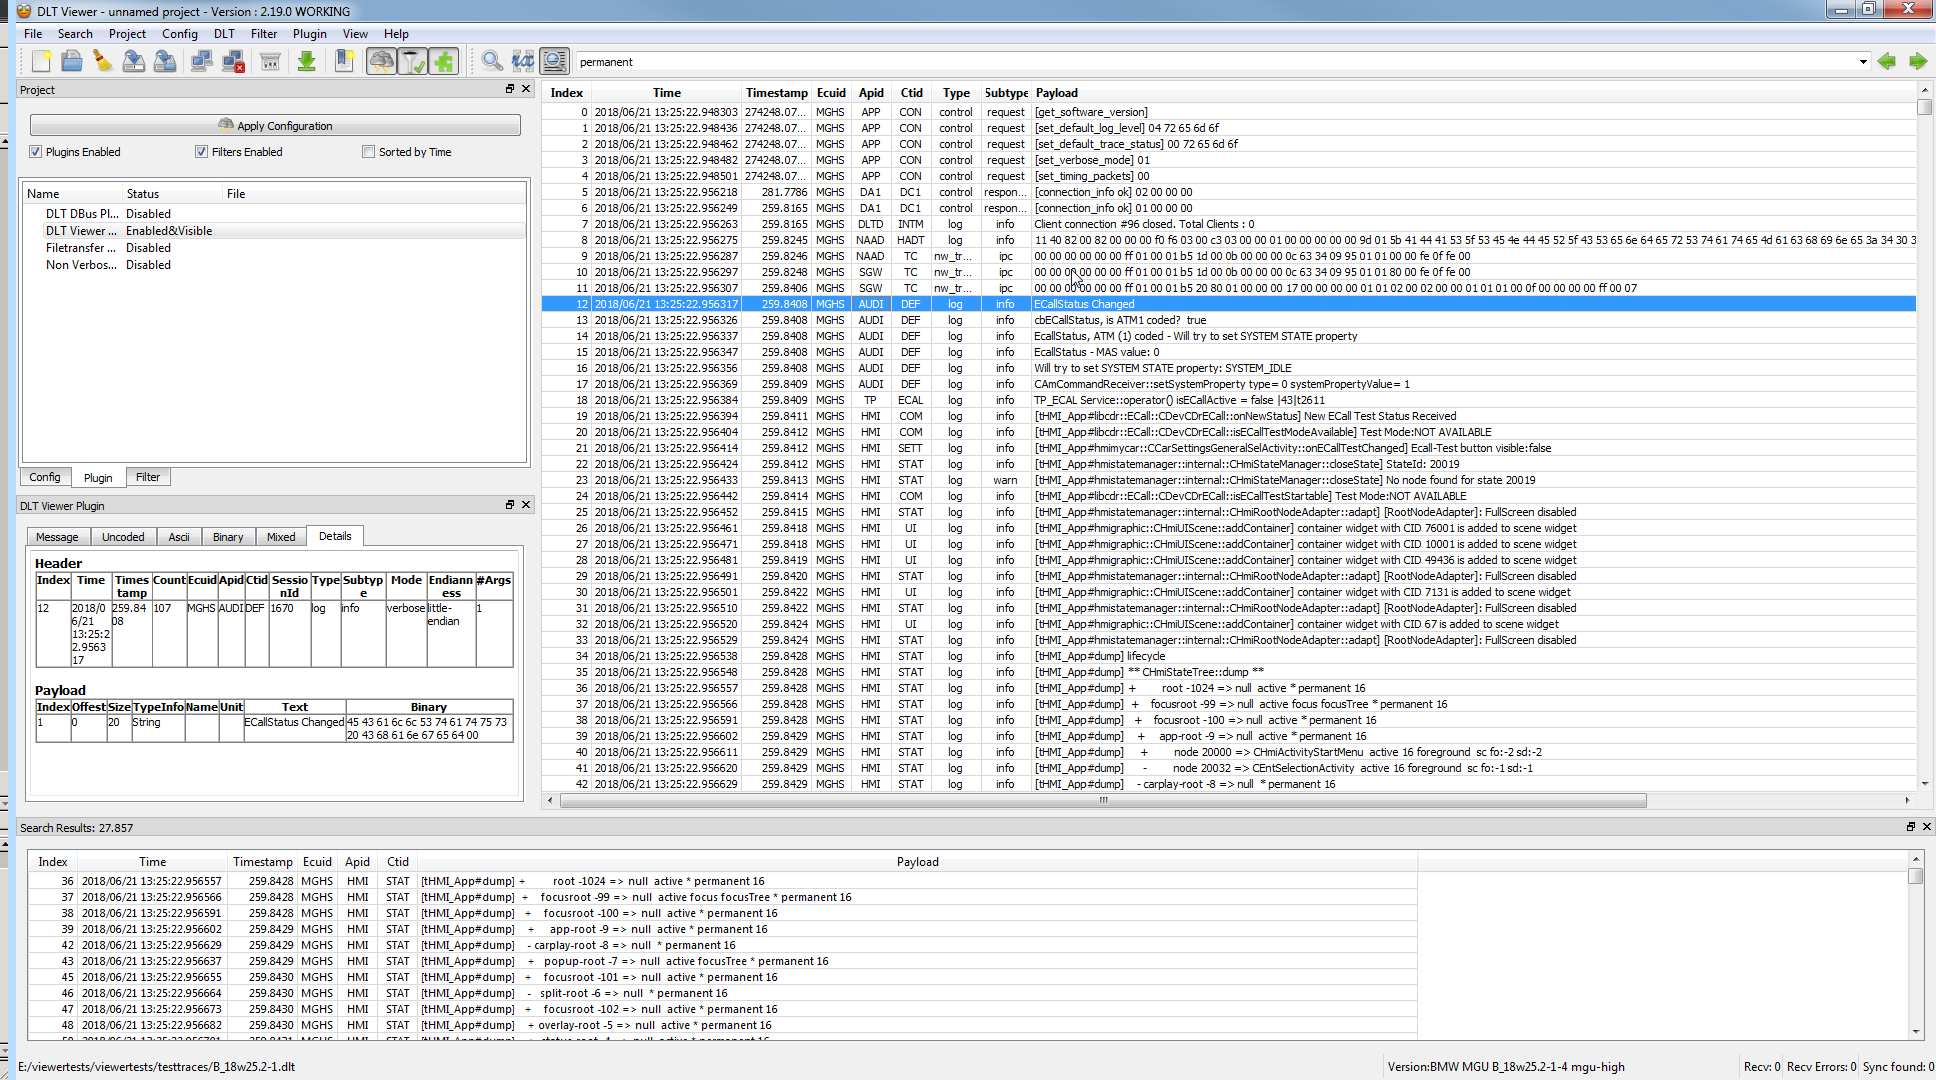 DLT Viewer - unnamed project - Version : 2.19.0 WORKING
File Search Project Config DLT Filter Plugin View Help
permanent
Project
Apply Configuration
Plugins Enabled Filters Enabled Sorted by Time
Name Status File
DLT DBus Pl... Disabled
DLT Viewer ... Enabled&Visible
Filetransfer ... Disabled
Non Verbos... Disabled
Config Plugin Filter
DLT Viewer Plugin
Message Uncoded Ascii Binary Mixed Details
Header
Index Time Timestamp Count Ecuid Apid Ctid SessionId Type Subtype Mode Endianness #Args
12 2018/06/21 13:25:22.956317 259.8408 107 MGHS AUDI DEF 1670 log info verbose little-endian 1
Payload
Index Offest Size TypeInfo Name Unit Text Binary
1 0 20 String ECallStatus Changed 45 43 61 6c 6c 53 74 61 74 75 73
20 43 68 61 6e 67 65 64 00
Index Time Timestamp Ecuid Apid Ctid Type Subtype Payload
0 2018/06/21 13:25:22.948303 274248.07... MGHS APP CON control request [get_software_version]
1 2018/06/21 13:25:22.948436 274248.07... MGHS APP CON control request [set_default_log_level] 04 72 65 6d 6f
2 2018/06/21 13:25:22.948462 274248.07... MGHS APP CON control request [set_default_trace_status] 00 72 65 6d 6f
3 2018/06/21 13:25:22.948482 274248.07... MGHS APP CON control request [set_verbose_mode] 01
4 2018/06/21 13:25:22.948501 274248.07... MGHS APP CON control request [set_timing_packets] 00
5 2018/06/21 13:25:22.956218 281.7786 MGHS DA1 DC1 control respon... [connection_info ok] 02 00 00 00
6 2018/06/21 13:25:22.956249 259.8165 MGHS DA1 DC1 control respon... [connection_info ok] 01 00 00 00
7 2018/06/21 13:25:22.956263 259.8165 MGHS DLTD INTM log info Client connection #96 closed. Total Clients : 0
8 2018/06/21 13:25:22.956275 259.8245 MGHS NAAD HADT log info 11 40 82 00 82 00 00 00 f0 f6 03 00 c3 03 00 00 01 00 00 00 00 00 9d 01 5b 41 44 41 53 5f 53 45 4e 44 45 52 5f 43 53 65 6e 64 65 72 53 74 61 74 65 4d 61 63 68 69 6e 65 3a 34 30 3
9 2018/06/21 13:25:22.956287 259.8246 MGHS NAAD TC nw_tr... ipc 00 00 00 00 00 00 ff 01 00 01 b5 1d 00 0b 00 00 00 0c 63 34 09 95 01 01 00 00 fe 0f fe 00
10 2018/06/21 13:25:22.956297 259.8248 MGHS SGW TC nw_tr... ipc 00 00 00 00 00 00 ff 01 00 01 b5 1d 00 0b 00 00 00 0c 63 34 09 95 01 01 80 00 fe 0f fe 00
11 2018/06/21 13:25:22.956307 259.8406 MGHS SGW TC nw_tr... ipc 00 00 00 00 00 00 ff 01 00 01 b5 20 80 01 00 00 00 17 00 00 00 00 01 01 02 00 02 00 00 01 01 01 00 0f 00 00 00 00 ff 00 07
12 2018/06/21 13:25:22.956317 259.8408 MGHS AUDI DEF log info ECallStatus Changed
13 2018/06/21 13:25:22.956326 259.8408 MGHS AUDI DEF log info cbECallStatus, is ATM1 coded? true
14 2018/06/21 13:25:22.956337 259.8408 MGHS AUDI DEF log info EcallStatus, ATM (1) coded - Will try to set SYSTEM STATE property
15 2018/06/21 13:25:22.956347 259.8408 MGHS AUDI DEF log info EcallStatus - MAS value: 0
16 2018/06/21 13:25:22.956356 259.8408 MGHS AUDI DEF log info Will try to set SYSTEM STATE property: SYSTEM_IDLE
17 2018/06/21 13:25:22.956369 259.8409 MGHS AUDI DEF log info CAmCommandReceiver::setSystemProperty type= 0 systemPropertyValue= 1
18 2018/06/21 13:25:22.956384 259.8409 MGHS TP ECAL log info TP_ECAL Service::operator() isECallActive = false |43|t2611
19 2018/06/21 13:25:22.956394 259.8411 MGHS HMI COM log info [tHMI_App#libcdr::ECall::CDevCDrECall::onNewStatus] New ECall Test Status Received
20 2018/06/21 13:25:22.956404 259.8412 MGHS HMI COM log info [tHMI_App#libcdr::ECall::CDevCDrECall::isECallTestModeAvailable] Test Mode:NOT AVAILABLE
21 2018/06/21 13:25:22.956414 259.8412 MGHS HMI SETT log info [tHMI_App#hmimycar::CCarSettingsGeneralSelActivity::onECallTestChanged] Ecall-Test button visible:false
22 2018/06/21 13:25:22.956424 259.8412 MGHS HMI STAT log info [tHMI_App#hmistatemanager::internal::CHmiStateManager::closeState] StateId: 20019
23 2018/06/21 13:25:22.956433 259.8413 MGHS HMI STAT log warn [tHMI_App#hmistatemanager::internal::CHmiStateManager::closeState] No node found for state 20019
24 2018/06/21 13:25:22.956442 259.8414 MGHS HMI COM log info [tHMI_App#libcdr::ECall::CDevCDrECall::isECallTestStartable] Test Mode:NOT AVAILABLE
25 2018/06/21 13:25:22.956452 259.8415 MGHS HMI STAT log info [tHMI_App#hmistatemanager::internal::CHmiRootNodeAdapter::adapt] [RootNodeAdapter]: FullScreen disabled
26 2018/06/21 13:25:22.956461 259.8418 MGHS HMI UI log info [tHMI_App#hmigraphic::CHmiUIScene::addContainer] container widget with CID 76001 is added to scene widget
27 2018/06/21 13:25:22.956471 259.8418 MGHS HMI UI log info [tHMI_App#hmigraphic::CHmiUIScene::addContainer] container widget with CID 10001 is added to scene widget
28 2018/06/21 13:25:22.956481 259.8419 MGHS HMI UI log info [tHMI_App#hmigraphic::CHmiUIScene::addContainer] container widget with CID 49436 is added to scene widget
29 2018/06/21 13:25:22.956491 259.8420 MGHS HMI STAT log info [tHMI_App#hmistatemanager::internal::CHmiRootNodeAdapter::adapt] [RootNodeAdapter]: FullScreen disabled
30 2018/06/21 13:25:22.956501 259.8422 MGHS HMI UI log info [tHMI_App#hmigraphic::CHmiUIScene::addContainer] container widget with CID 7131 is added to scene widget
31 2018/06/21 13:25:22.956510 259.8422 MGHS HMI STAT log info [tHMI_App#hmistatemanager::internal::CHmiRootNodeAdapter::adapt] [RootNodeAdapter]: FullScreen disabled
32 2018/06/21 13:25:22.956520 259.8424 MGHS HMI UI log info [tHMI_App#hmigraphic::CHmiUIScene::addContainer] container widget with CID 67 is added to scene widget
33 2018/06/21 13:25:22.956529 259.8424 MGHS HMI STAT log info [tHMI_App#hmistatemanager::internal::CHmiRootNodeAdapter::adapt] [RootNodeAdapter]: FullScreen disabled
34 2018/06/21 13:25:22.956538 259.8428 MGHS HMI STAT log info [tHMI_App#dump] lifecycle
35 2018/06/21 13:25:22.956548 259.8428 MGHS HMI STAT log info [tHMI_App#dump] ** CHmiStateTree::dump **
36 2018/06/21 13:25:22.956557 259.8428 MGHS HMI STAT log info [tHMI_App#dump] + root -1024 => null active * permanent 16
37 2018/06/21 13:25:22.956566 259.8428 MGHS HMI STAT log info [tHMI_App#dump] + focusroot -99 => null active focus focusTree * permanent 16
38 2018/06/21 13:25:22.956591 259.8428 MGHS HMI STAT log info [tHMI_App#dump] + focusroot -100 => null active * permanent 16
39 2018/06/21 13:25:22.956602 259.8429 MGHS HMI STAT log info [tHMI_App#dump] + app-root -9 => null active * permanent 16
40 2018/06/21 13:25:22.956611 259.8429 MGHS HMI STAT log info [tHMI_App#dump] + node 20000 => CHmiActivityStartMenu active 16 foreground sc fo:-2 sd:-2
41 2018/06/21 13:25:22.956620 259.8429 MGHS HMI STAT log info [tHMI_App#dump] - node 20032 => CEntSelectionActivity active 16 foreground sc fo:-1 sd:-1
42 2018/06/21 13:25:22.956629 259.8429 MGHS HMI STAT log info [tHMI_App#dump] - carplay-root -8 => null * permanent 16
Search Results: 27.857
Index Time Timestamp Ecuid Apid Ctid Payload
36 2018/06/21 13:25:22.956557 259.8428 MGHS HMI STAT [tHMI_App#dump] + root -1024 => null active * permanent 16
37 2018/06/21 13:25:22.956566 259.8428 MGHS HMI STAT [tHMI_App#dump] + focusroot -99 => null active focus focusTree * permanent 16
38 2018/06/21 13:25:22.956591 259.8428 MGHS HMI STAT [tHMI_App#dump] + focusroot -100 => null active * permanent 16
39 2018/06/21 13:25:22.956602 259.8429 MGHS HMI STAT [tHMI_App#dump] + app-root -9 => null active * permanent 16
42 2018/06/21 13:25:22.956629 259.8429 MGHS HMI STAT [tHMI_App#dump] - carplay-root -8 => null * permanent 16
43 2018/06/21 13:25:22.956637 259.8429 MGHS HMI STAT [tHMI_App#dump] + popup-root -7 => null active focusTree * permanent 16
45 2018/06/21 13:25:22.956655 259.8430 MGHS HMI STAT [tHMI_App#dump] + focusroot -101 => null active * permanent 16
46 2018/06/21 13:25:22.956664 259.8430 MGHS HMI STAT [tHMI_App#dump] - split-root -6 => null * permanent 16
47 2018/06/21 13:25:22.956673 259.8430 MGHS HMI STAT [tHMI_App#dump] + focusroot -102 => null active * permanent 16
48 2018/06/21 13:25:22.956682 259.8430 MGHS HMI STAT [tHMI_App#dump] + overlay-root -5 => null active * permanent 16
E:/viewertests/viewertests/testtraces/B_18w25.2-1.dlt
Version:BMW MGU B_18w25.2-1-4 mgu-high
Recv: 0 Recv Errors: 0 Sync found: 0